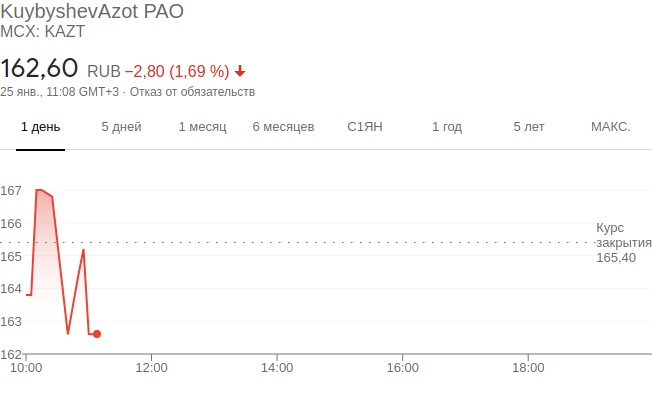 KuybyshevAzot PAO
MCX: KAZT
162,60 RUB −2,80 (1,69 %)
25 янв., 11:08 GMT+3 · Отказ от обязательств
1 день 5 дней 1 месяц 6 месяцев С1ЯН 1 год 5 лет МАКС.
167
166
Курс
закрытия
165,40
165
164
163
162
10:00 12:00 14:00 16:00 18:00